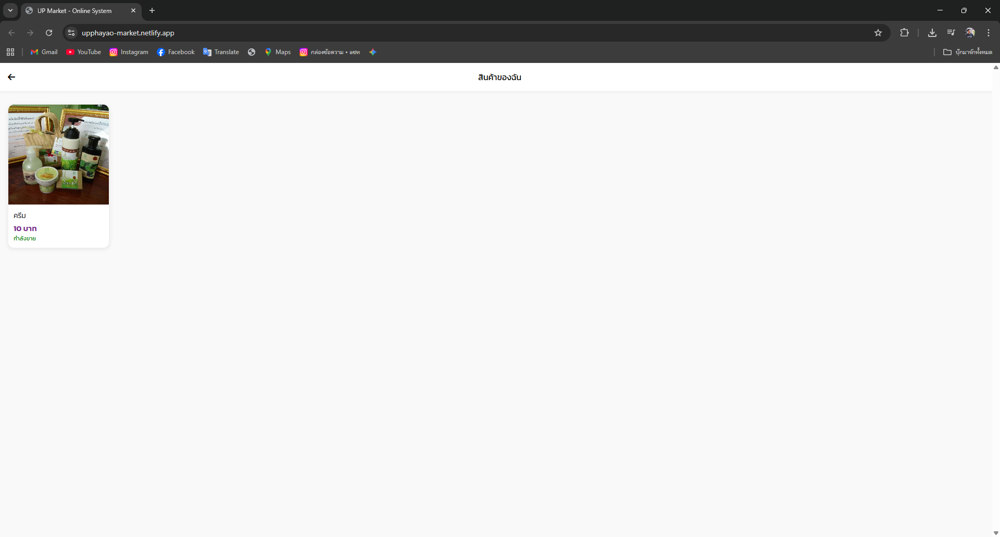 UP Market - Online System
upphayao-market.netlify.app
Gmail
YouTube
Instagram
Facebook
Translate
Maps
กล่องข้อความ • แชท
บุ๊กมาร์กทั้งหมด
สินค้าของฉัน
ครีม
10 บาท
กำลังขาย